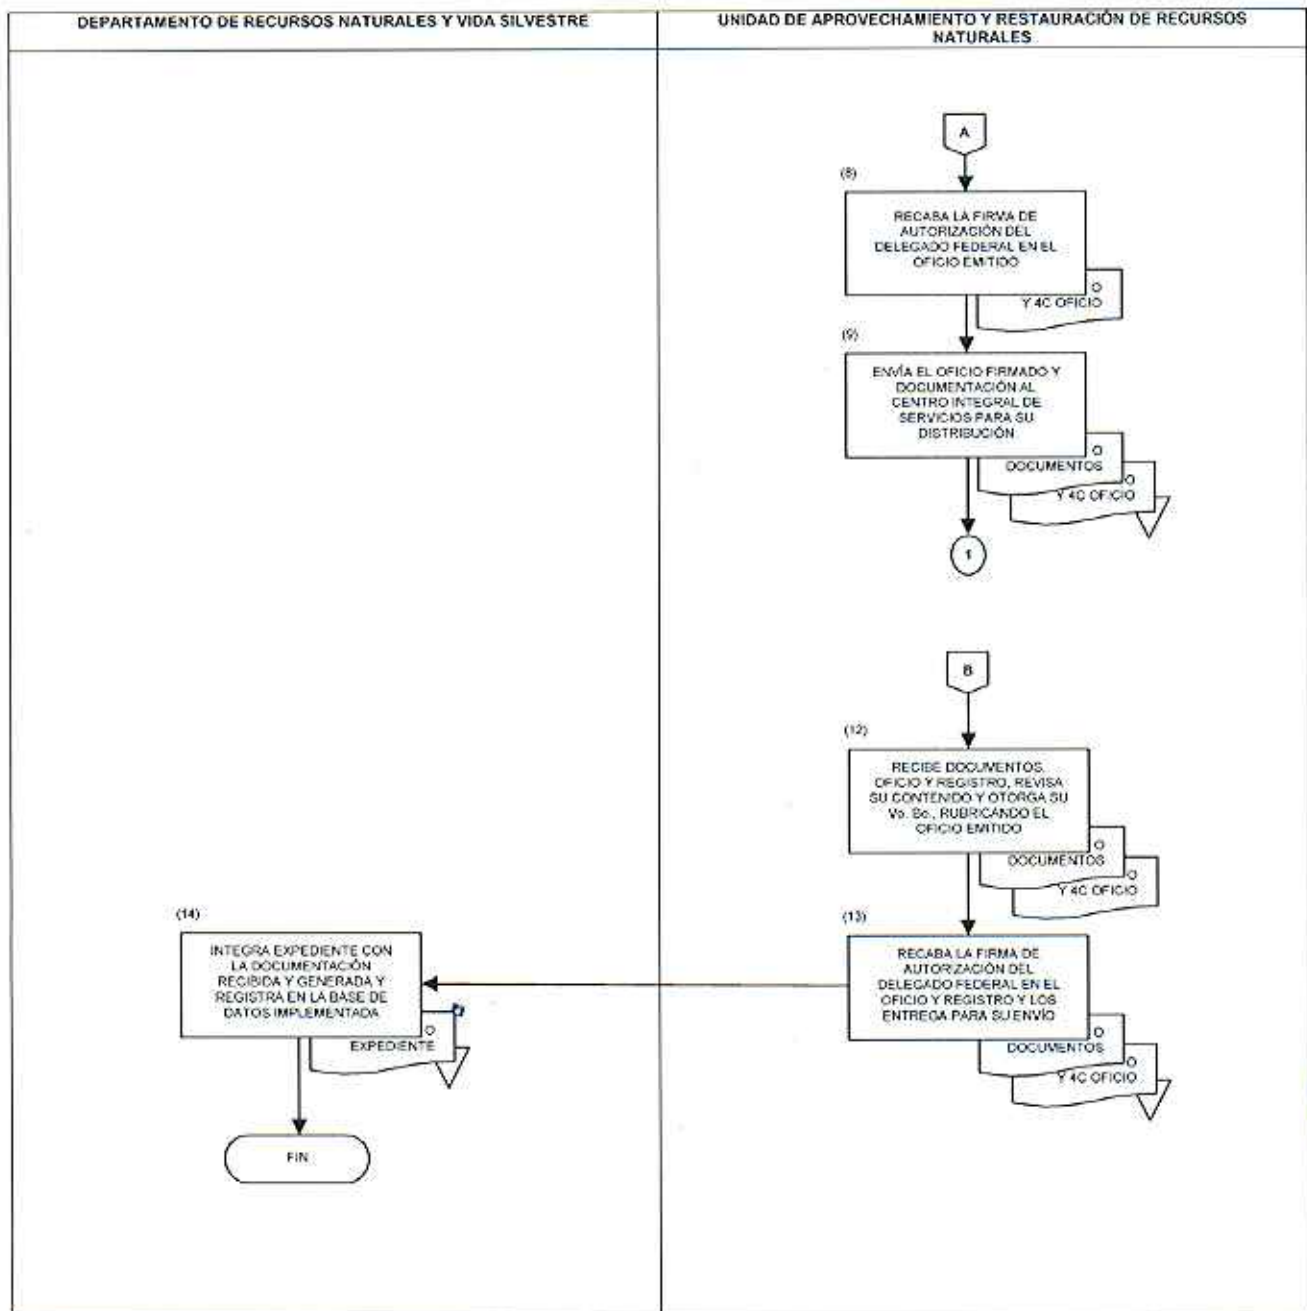 DEPARTAMENTO DE RECURSOS NATURALES Y VIDA SILVESTRE
UNIDAD DE APROVECHAMIENTO Y RESTAURACIÓN DE RECURSOS
NATURALES
A
(8)
RECABA LA FIRMA DE
AUTORIZACIÓN DEL
DELEGADO FEDERAL EN EL
OFICIO EMITIDO
O
Y 4C OFICIO
(9)
ENVÍA EL OFICIO FIRMADO Y
DOCUMENTACIÓN AL
CENTRO INTEGRAL DE
SERVICIOS PARA SU
DISTRIBUCIÓN
O
DOCUMENTOS
O
Y 4C OFICIO
1
B
(12)
RECIBE DOCUMENTOS,
OFICIO Y REGISTRO, REVISA
SU CONTENIDO Y OTORGA SU
Vo. Bo., RUBRICANDO EL
OFICIO EMITIDO
O
DOCUMENTOS
O
Y 4C OFICIO
(13)
RECABA LA FIRMA DE
AUTORIZACIÓN DEL
DELEGADO FEDERAL EN EL
OFICIO Y REGISTRO Y LOS
ENTREGA PARA SU ENVÍO
O
DOCUMENTOS
O
Y 4C OFICIO
(14)
INTEGRA EXPEDIENTE CON
LA DOCUMENTACIÓN
RECIBIDA Y GENERADA Y
REGISTRA EN LA BASE DE
DATOS IMPLEMENTADA
O
EXPEDIENTE
FIN